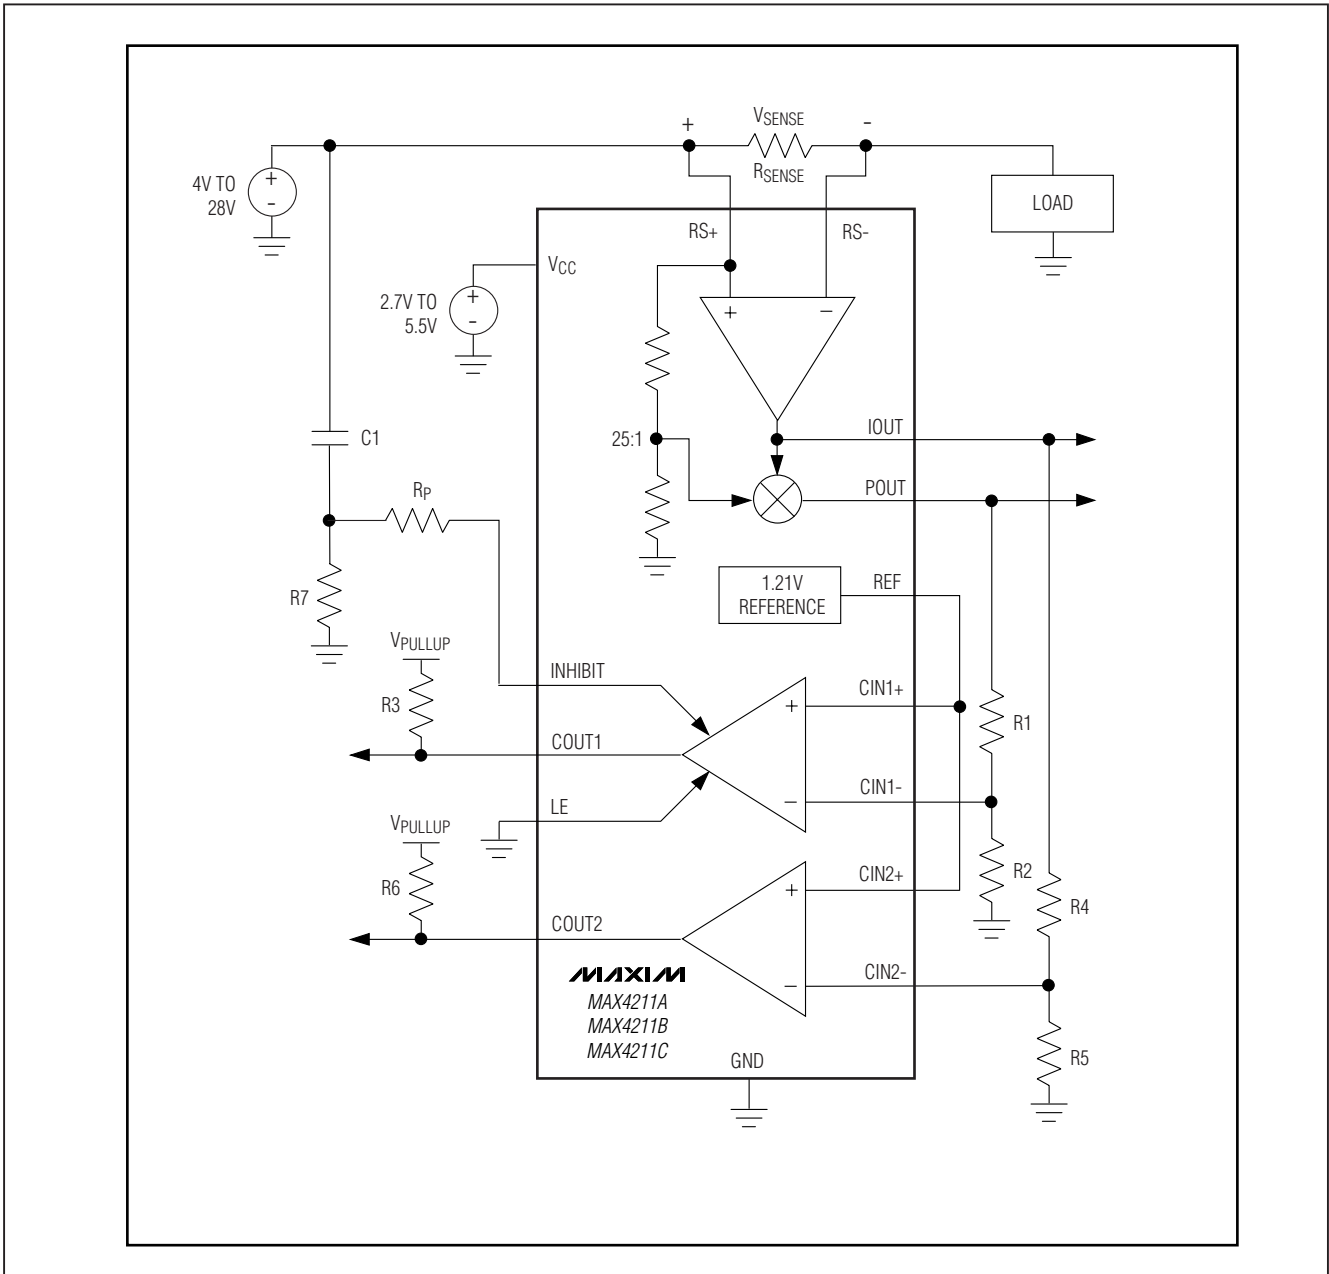 + VSENSE -
RSENSE
4V TO
28V
+
-
LOAD
RS+
RS-
VCC
2.7V TO
5.5V
+
-
+ −
C1
25:1
IOUT
POUT
RP
R7
1.21V
REFERENCE
REF
VPULLUP
R3
INHIBIT
CIN1+
+
R1
COUT1
CIN1-
−
LE
VPULLUP
R6
CIN2+
+
R2
R4
COUT2
CIN2-
−
MAXIM
MAX4211A
MAX4211B
MAX4211C
R5
GND